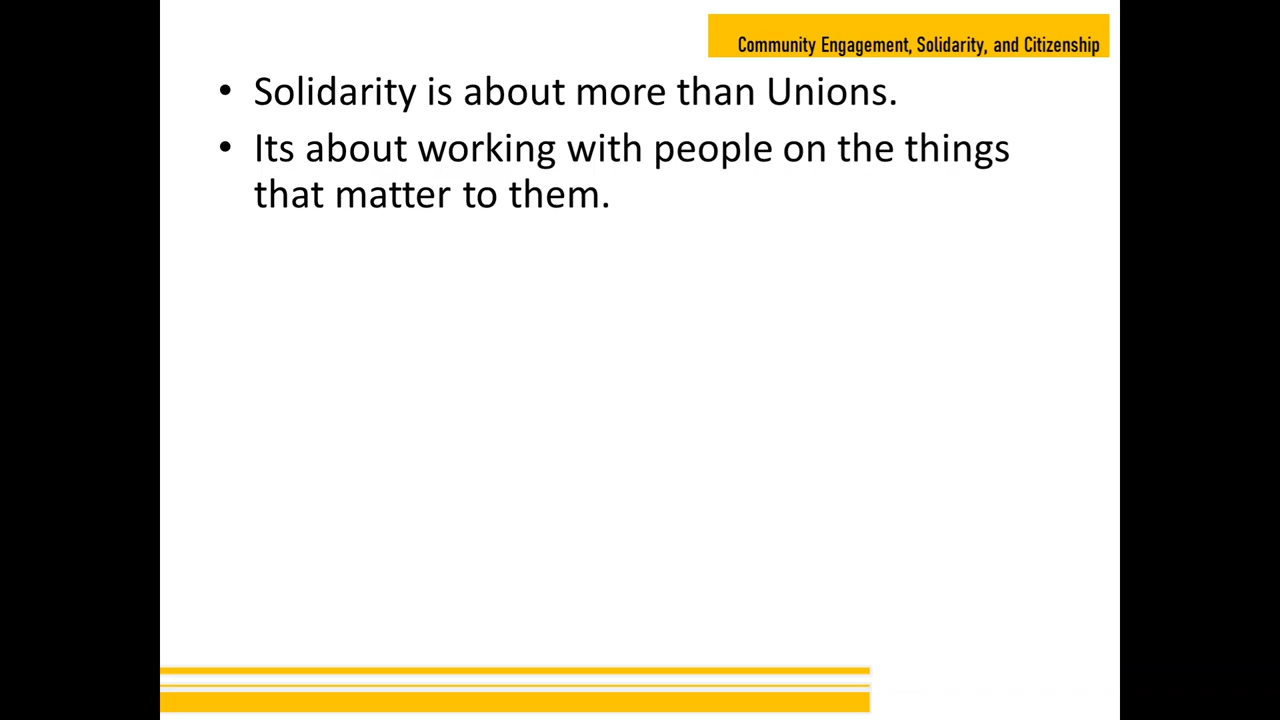 Community Engagement, Solidarity, and Citizenship
• Solidarity is about more than Unions.
• Its about working with people on the things
that matter to them.